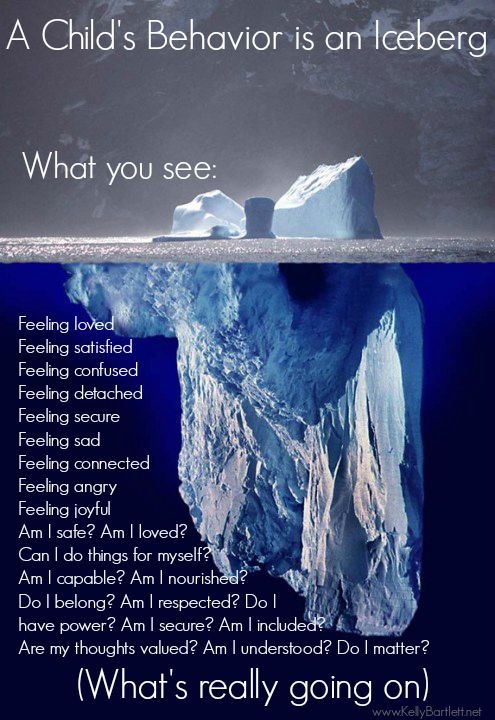 A Child's Behavior is an Iceberg
What you see:
Feeling loved
Feeling satisfied
Feeling confused
Feeling detached
Feeling secure
Feeling sad
Feeling connected
Feeling angry
Feeling joyful
Am I safe? Am I loved?
Can I do things for myself?
Am I capable? Am I nourished?
Do I belong? Am I respected? Do I
have power? Am I secure? Am I included?
Are my thoughts valued? Am I understood? Do I matter?
(What's really going on)
www.KellyBartlett.net